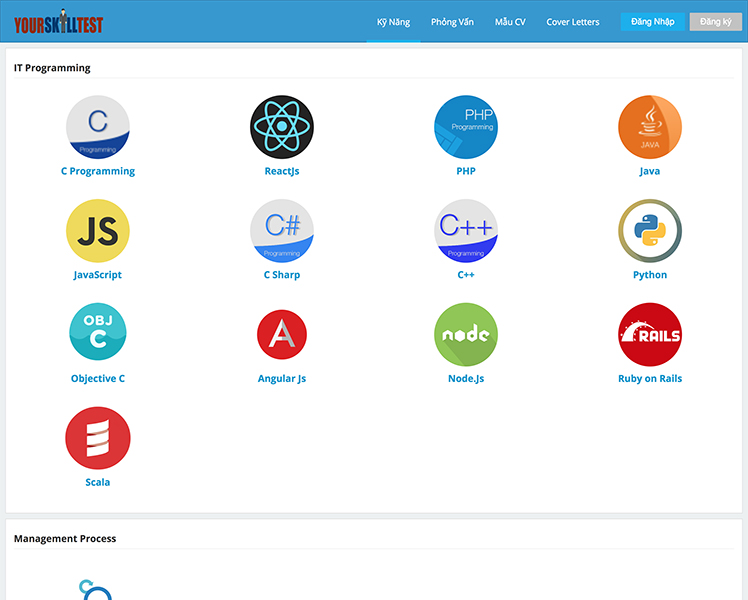 YOURSKILLTEST
Kỹ Năng Phỏng Vấn Mẫu CV Cover Letters Đăng Nhập Đăng ký
IT Programming
C
Programming
PHP
Programming
JAVA
C Programming ReactJs PHP Java
JS
C#
Programming
C++
Programming
JavaScript C Sharp C++ Python
OBJ
C
A
node
RAILS
Objective C Angular Js Node.Js Ruby on Rails
Scala
Management Process